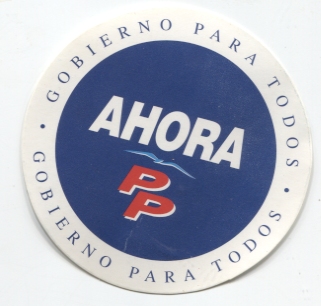 GOBIERNO PARA TODOS
AHORA
PP
· GOBIERNO PARA TODOS ·